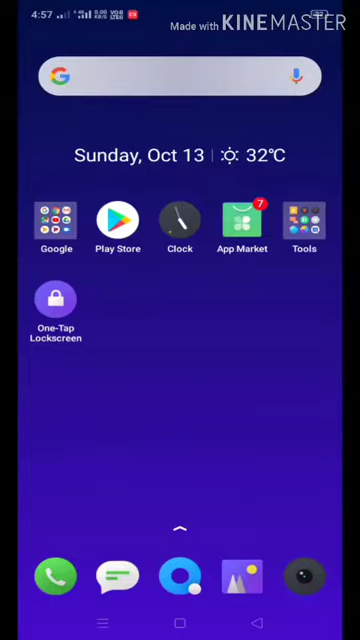 4:57
Made with KINEMASTER
Sunday, Oct 13 32℃
7
Google Play Store Clock App Market Tools
One-Tap
Lockscreen